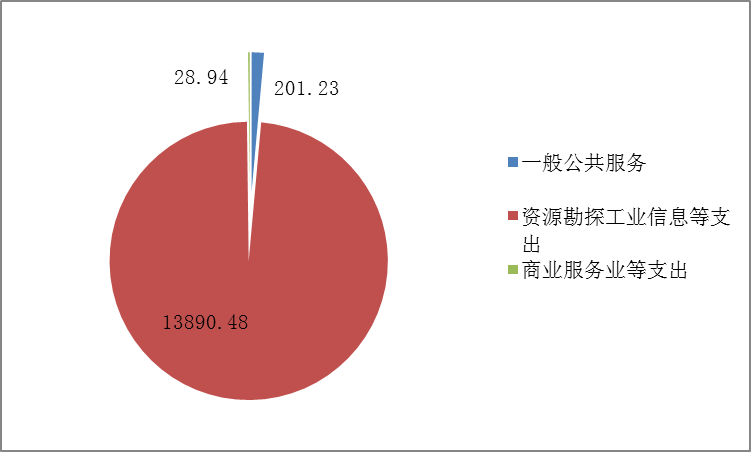 28.94
201.23
13890.48
一般公共服务
资源勘探工业信息等支
出
商业服务业等支出